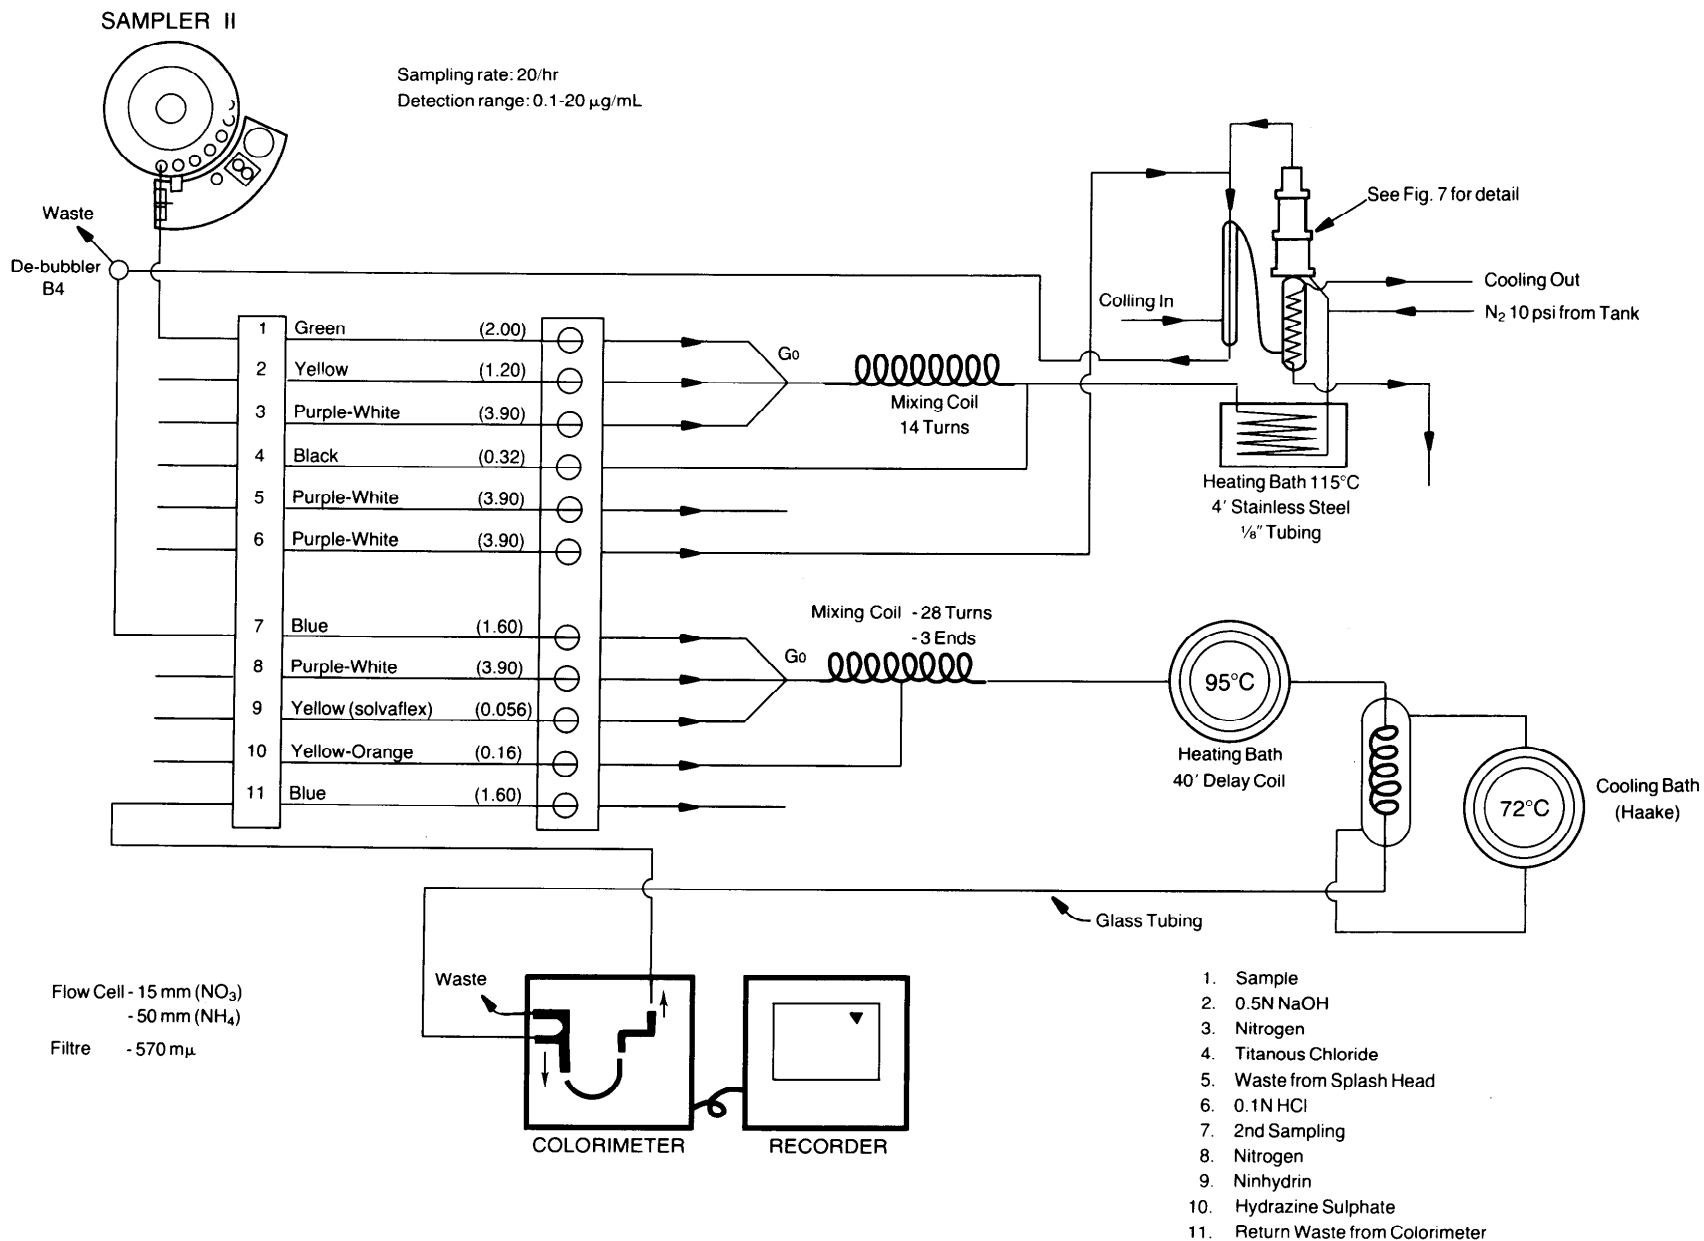 SAMPLER II
Sampling rate: 20/hr
Detection range: 0.1-20 µg/mL
Waste
De-bubbler
B4
See Fig. 7 for detail
Cooling Out
Colling In
N₂ 10 psi from Tank
1 Green (2.00)
2 Yellow (1.20)
3 Purple-White (3.90)
4 Black (0.32)
5 Purple-White (3.90)
6 Purple-White (3.90)
7 Blue (1.60)
8 Purple-White (3.90)
9 Yellow (solvaflex) (0.056)
10 Yellow-Orange (0.16)
11 Blue (1.60)
Go
Mixing Coil
14 Turns
Heating Bath 115°C
4′ Stainless Steel
⅛″ Tubing
Mixing Coil - 28 Turns
- 3 Ends
Go
95°C
Heating Bath
40′ Delay Coil
72°C
Cooling Bath
(Haake)
Glass Tubing
Flow Cell - 15 mm (NO₃)
- 50 mm (NH₄)
Filtre - 570 mµ
Waste
COLORIMETER
RECORDER
1. Sample
2. 0.5N NaOH
3. Nitrogen
4. Titanous Chloride
5. Waste from Splash Head
6. 0.1N HCl
7. 2nd Sampling
8. Nitrogen
9. Ninhydrin
10. Hydrazine Sulphate
11. Return Waste from Colorimeter